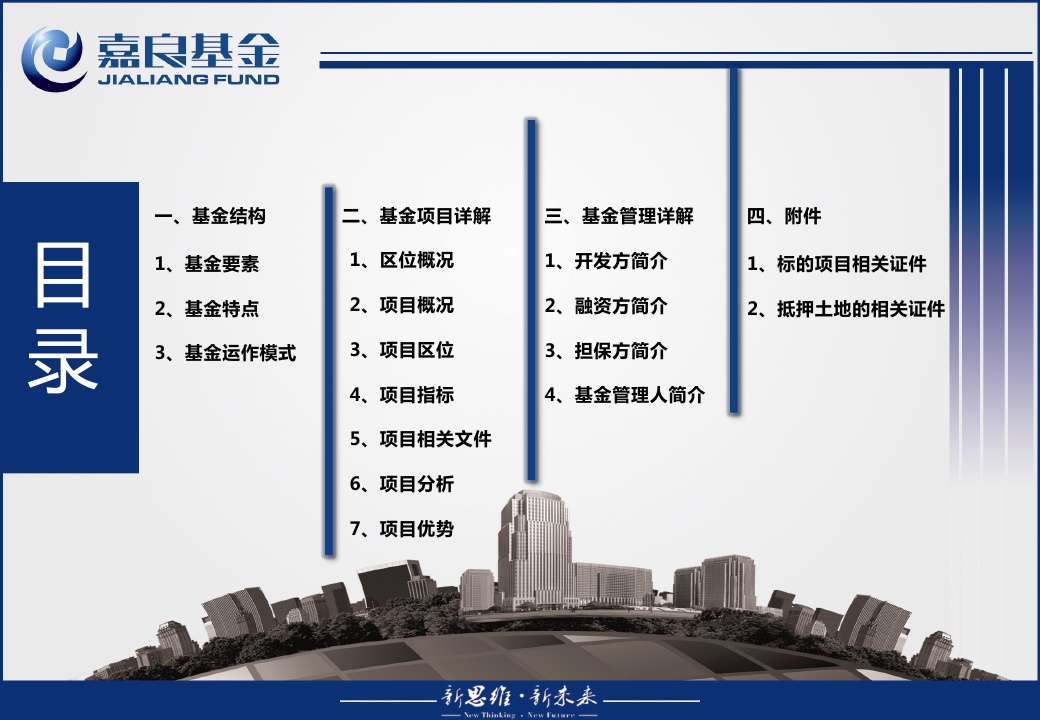 嘉良基金
JIALIANG FUND
目
录
一、基金结构
1、基金要素
2、基金特点
3、基金运作模式
二、基金项目详解
1、区位概况
2、项目概况
3、项目区位
4、项目指标
5、项目相关文件
6、项目分析
7、项目优势
三、基金管理详解
1、开发方简介
2、融资方简介
3、担保方简介
4、基金管理人简介
四、附件
1、标的项目相关证件
2、抵押土地的相关证件
新思维·新未来
New Thinking · New Future